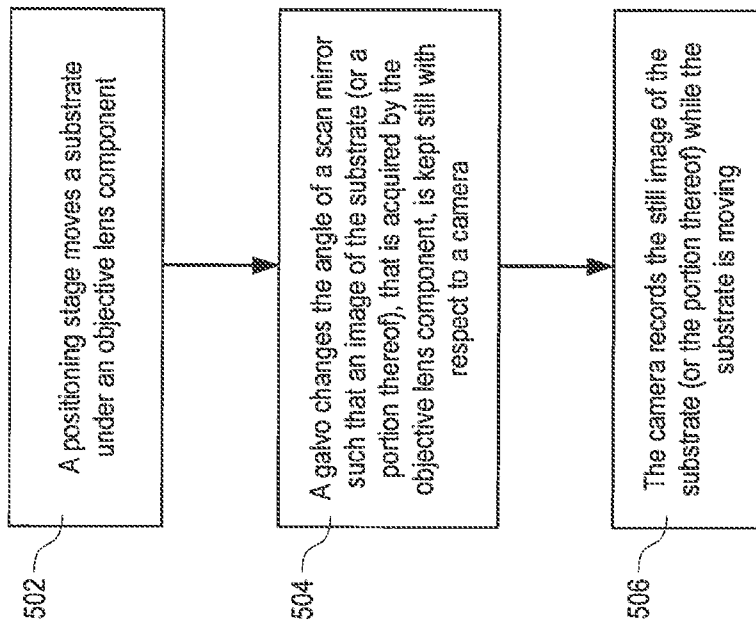 502
A positioning stage moves a substrate
under an objective lens component
504
A galvo changes the angle of a scan mirror
such that an image of the substrate (or a
portion thereof), that is acquired by the
objective lens component, is kept still with
respect to a camera
506
The camera records the still image of the
substrate (or the portion thereof) while the
substrate is moving